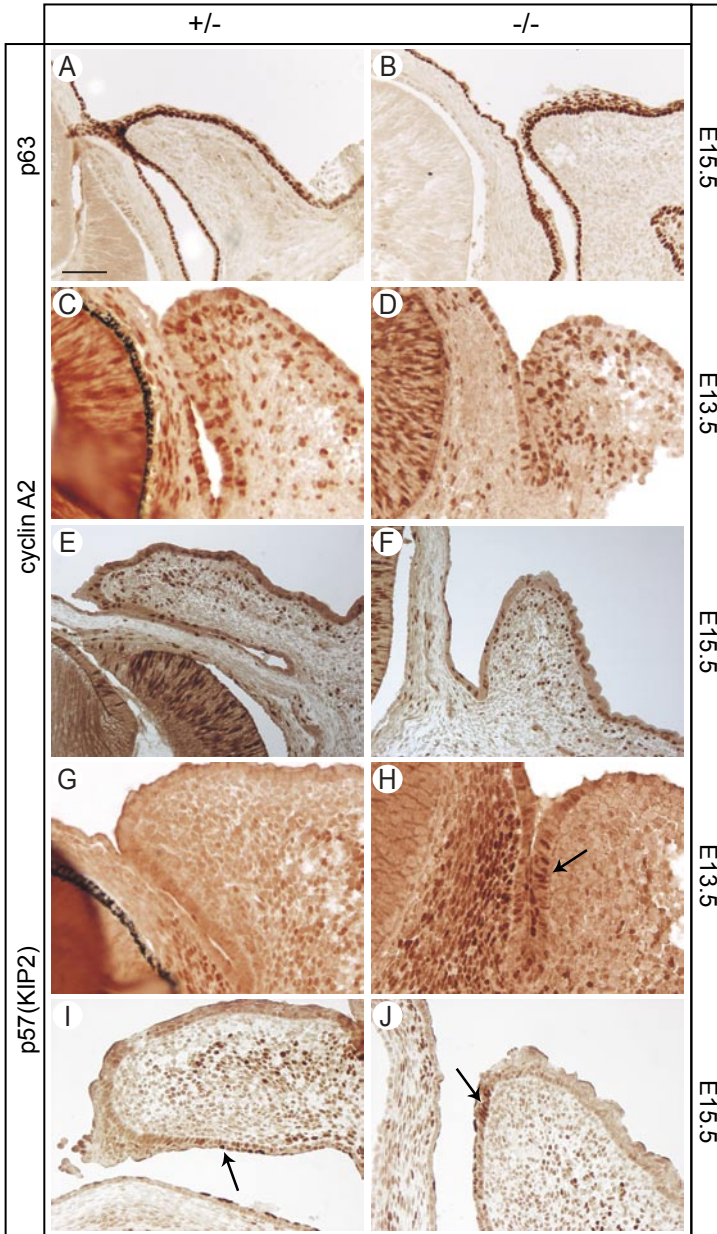 +/-
-/-
p63
A
B
E15.5
cyclin A2
C
D
E13.5
E
F
E15.5
p57(KIP2)
G
H
E13.5
I
J
E15.5